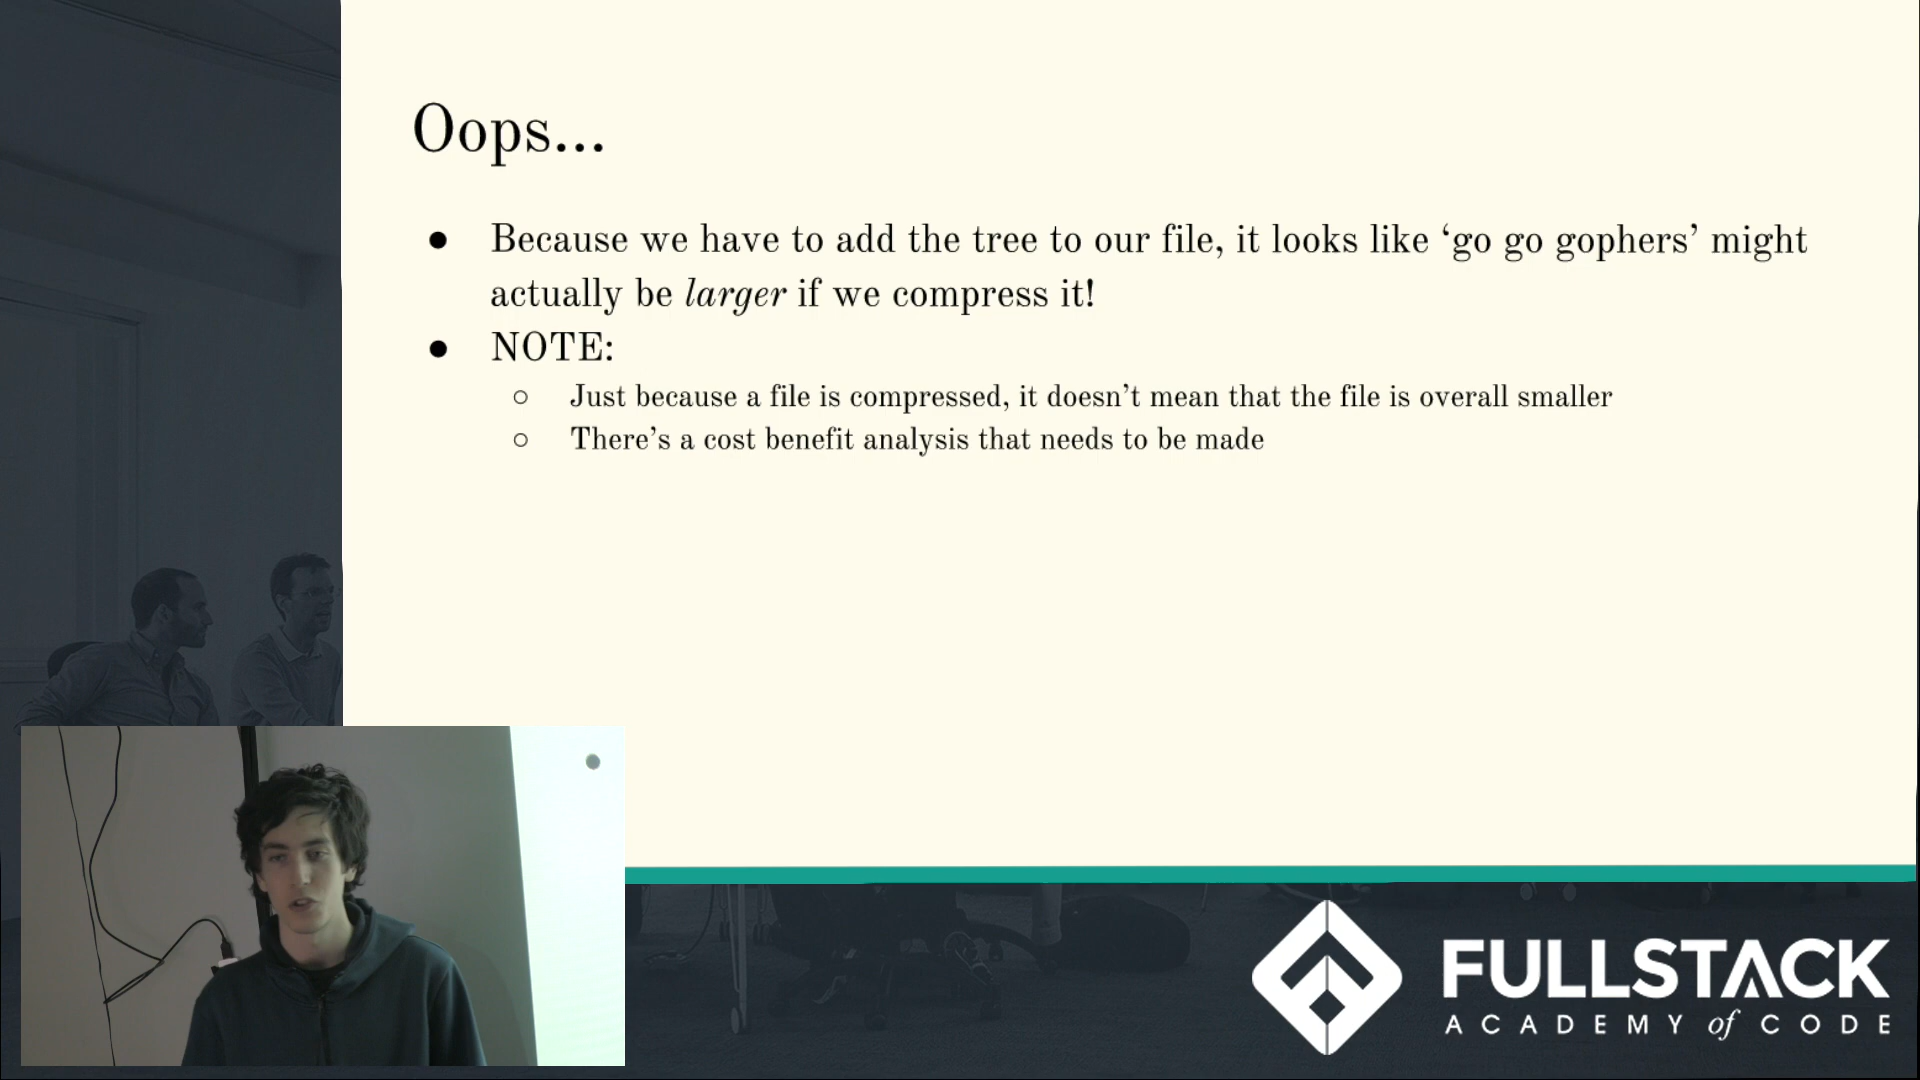 Oops...
● Because we have to add the tree to our file, it looks like ‘go go gophers’ might
actually be larger if we compress it!
● NOTE:
○ Just because a file is compressed, it doesn’t mean that the file is overall smaller
○ There’s a cost benefit analysis that needs to be made
FULLSTACK
ACADEMY of CODE